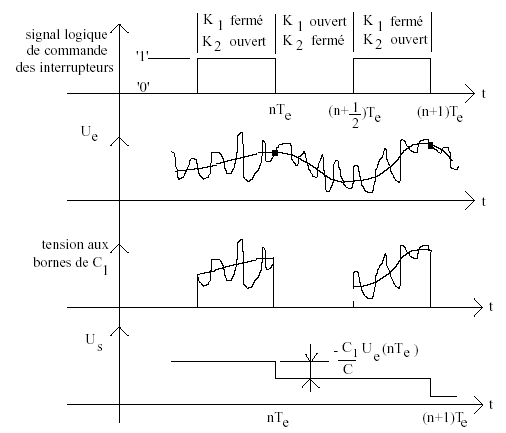 signal logique
de commande
des interrupteurs
'1'
'0'
K1 fermé
K2 ouvert
K1 ouvert
K2 fermé
K1 fermé
K2 ouvert
t
nTe
(n+1/2)Te
(n+1)Te
Ue
t
tension aux
bornes de C1
t
Us
-C1/C Ue(nTe)
t
nTe
(n+1)Te